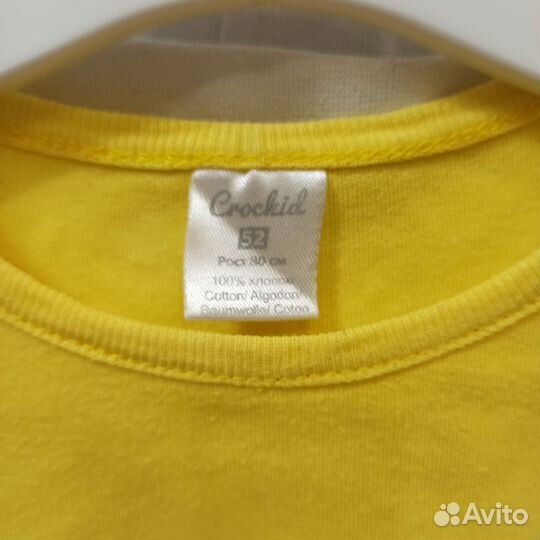 Crockid
52
Рост 80 см
100% хлопок
Cotton/ Algodon/
Baumwolle/ Coton
Avito